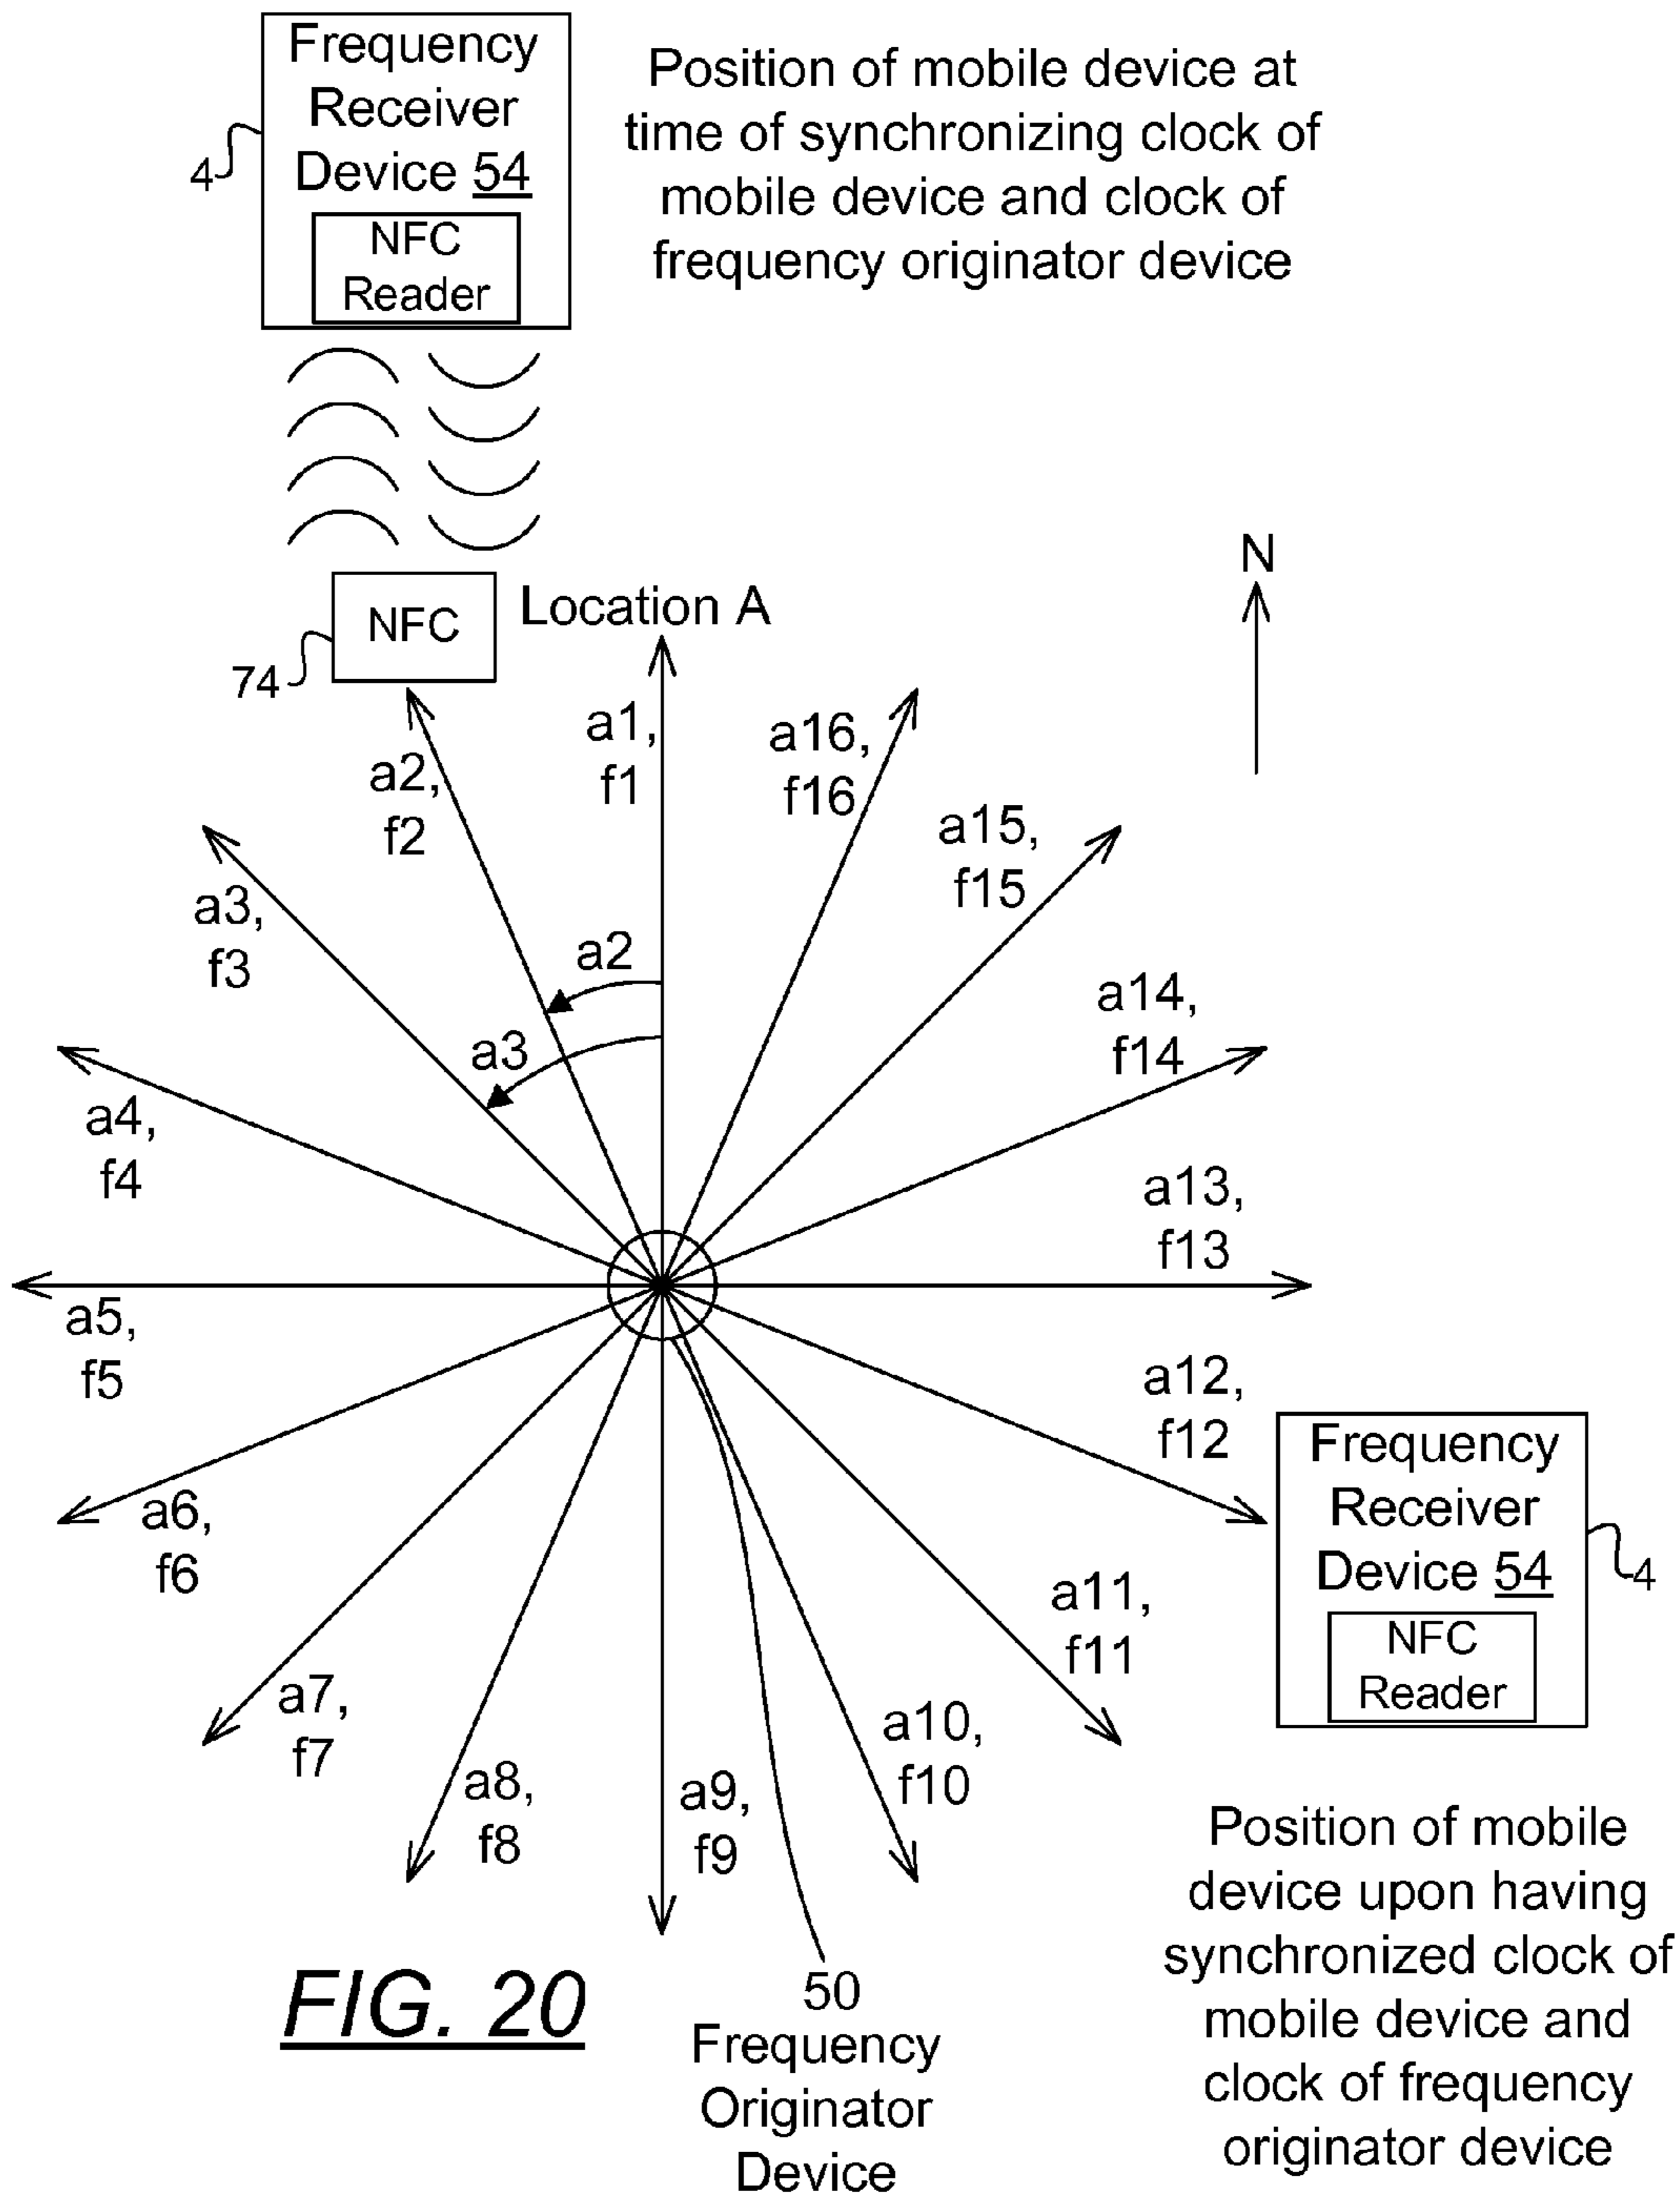 Frequency
Receiver
Device 54
NFC
Reader
4
Position of mobile device at
time of synchronizing clock of
mobile device and clock of
frequency originator device
N
NFC
74
Location A
a1,
f1
a2,
f2
a16,
f16
a15,
f15
a3,
f3
a2
a3
a14,
f14
a4,
f4
a13,
f13
a5,
f5
a12,
f12
Frequency
Receiver
Device 54
NFC
Reader
4
a6,
f6
a11,
f11
a7,
f7
a10,
f10
a8,
f8
a9,
f9
Position of mobile
device upon having
synchronized clock of
mobile device and
clock of frequency
originator device
50
Frequency
Originator
Device
FIG. 20